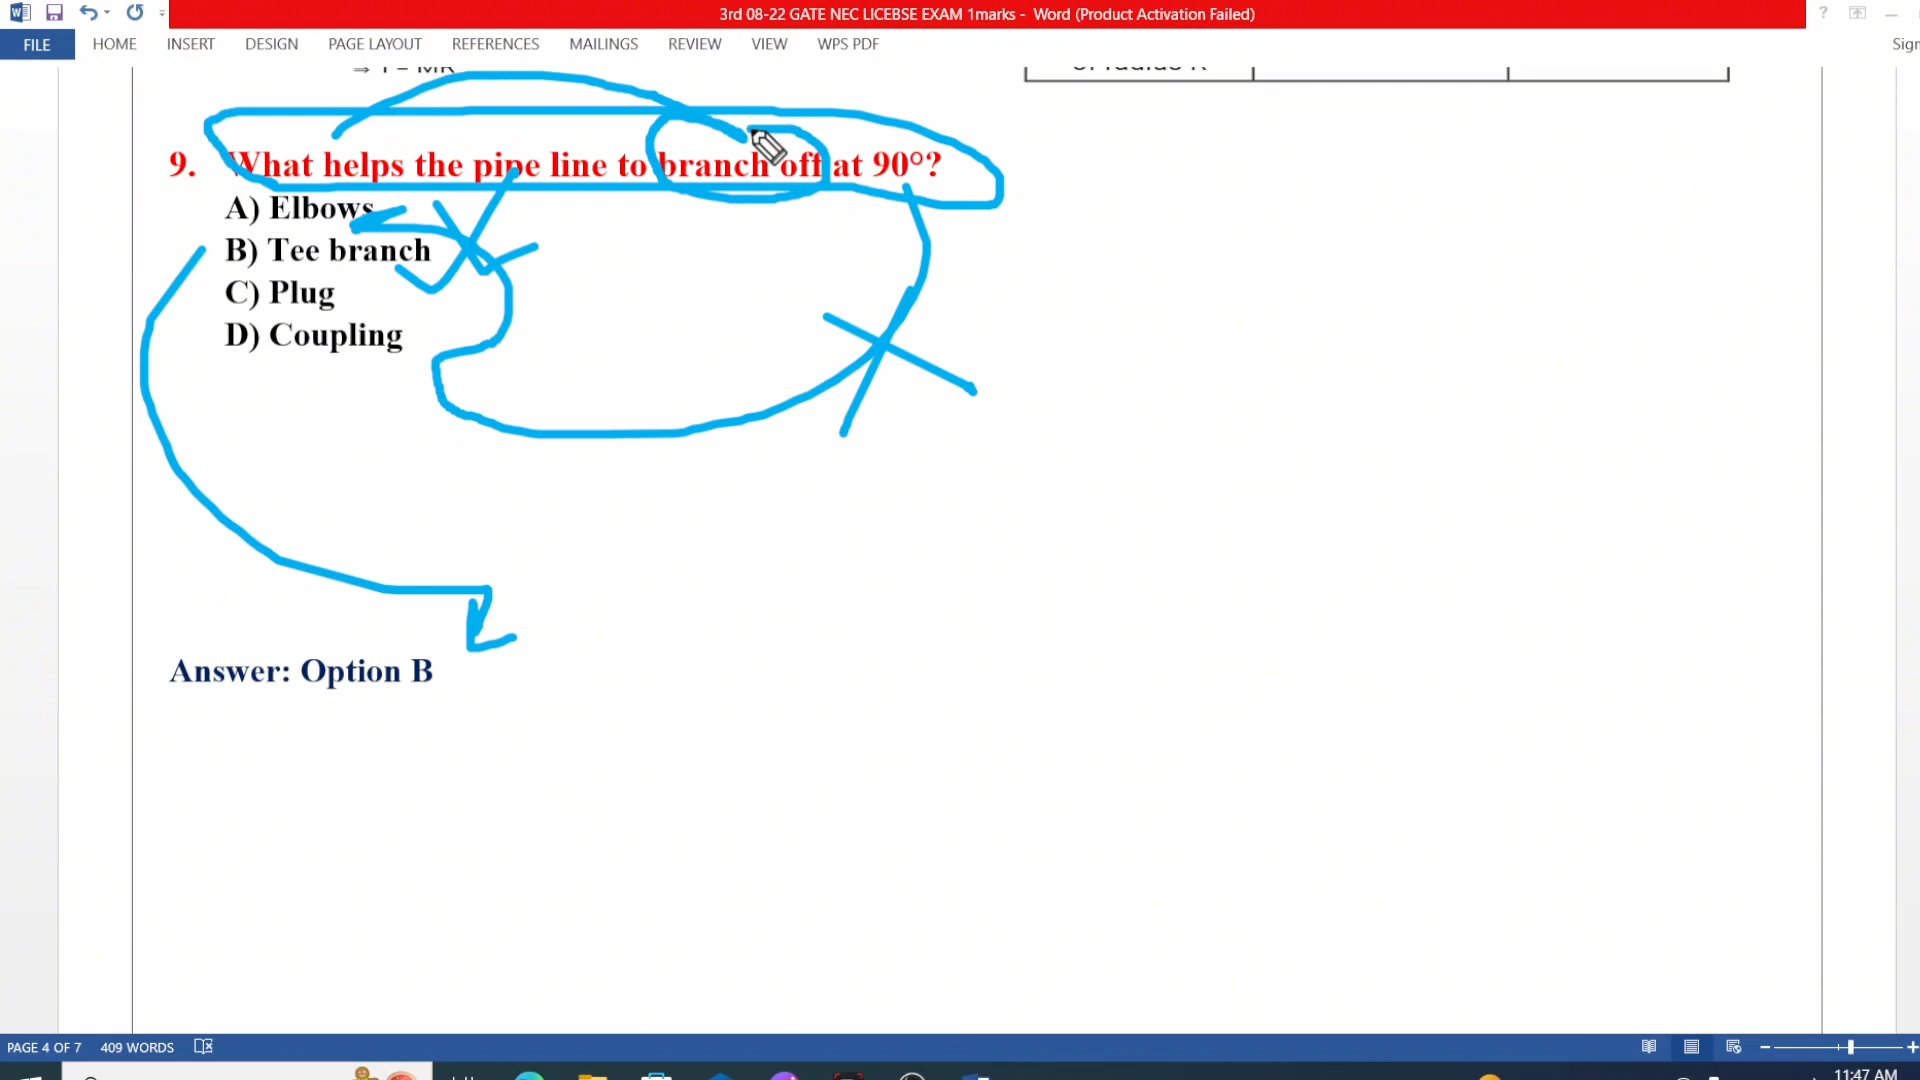 3rd 08-22 GATE NEC LICEBSE EXAM 1marks - Word (Product Activation Failed)
FILE HOME INSERT DESIGN PAGE LAYOUT REFERENCES MAILINGS REVIEW VIEW WPS PDF Sign
9. What helps the pipe line to branch off at 90°?
A) Elbows
B) Tee branch
C) Plug
D) Coupling
Answer: Option B
PAGE 4 OF 7 409 WORDS
11:47 AM